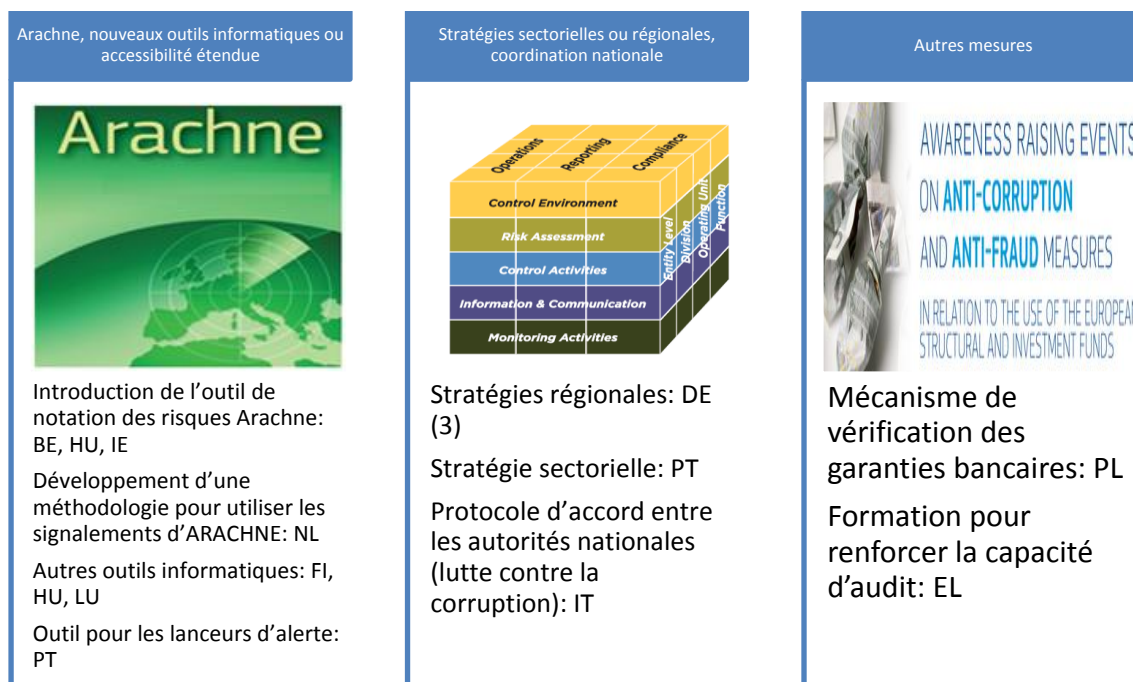 Arachne, nouveaux outils informatiques ou
accessibilité étendue
Arachne
Introduction de l’outil de
notation des risques Arachne:
BE, HU, IE
Développement d’une
méthodologie pour utiliser les
signalements d’ARACHNE: NL
Autres outils informatiques: FI,
HU, LU
Outil pour les lanceurs d’alerte:
PT
Stratégies sectorielles ou régionales,
coordination nationale
Operations
Reporting
Compliance
Control Environment
Risk Assessment
Control Activities
Information & Communication
Monitoring Activities
Entity Level
Division
Operating Unit
Function
Stratégies régionales: DE
(3)
Stratégie sectorielle: PT
Protocole d’accord entre
les autorités nationales
(lutte contre la
corruption): IT
Autres mesures
AWARENESS RAISING EVENTS
ON ANTI-CORRUPTION
AND ANTI-FRAUD MEASURES
IN RELATION TO THE USE OF THE EUROPEAN
STRUCTURAL AND INVESTMENT FUNDS
Mécanisme de
vérification des
garanties bancaires: PL
Formation pour
renforcer la capacité
d’audit: EL